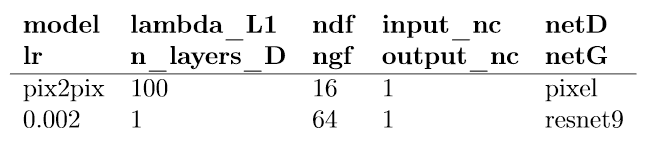 model lambda_L1 ndf input_nc netD
lr n_layers_D ngf output_nc netG
pix2pix 100 16 1 pixel
0.002 1 64 1 resnet9